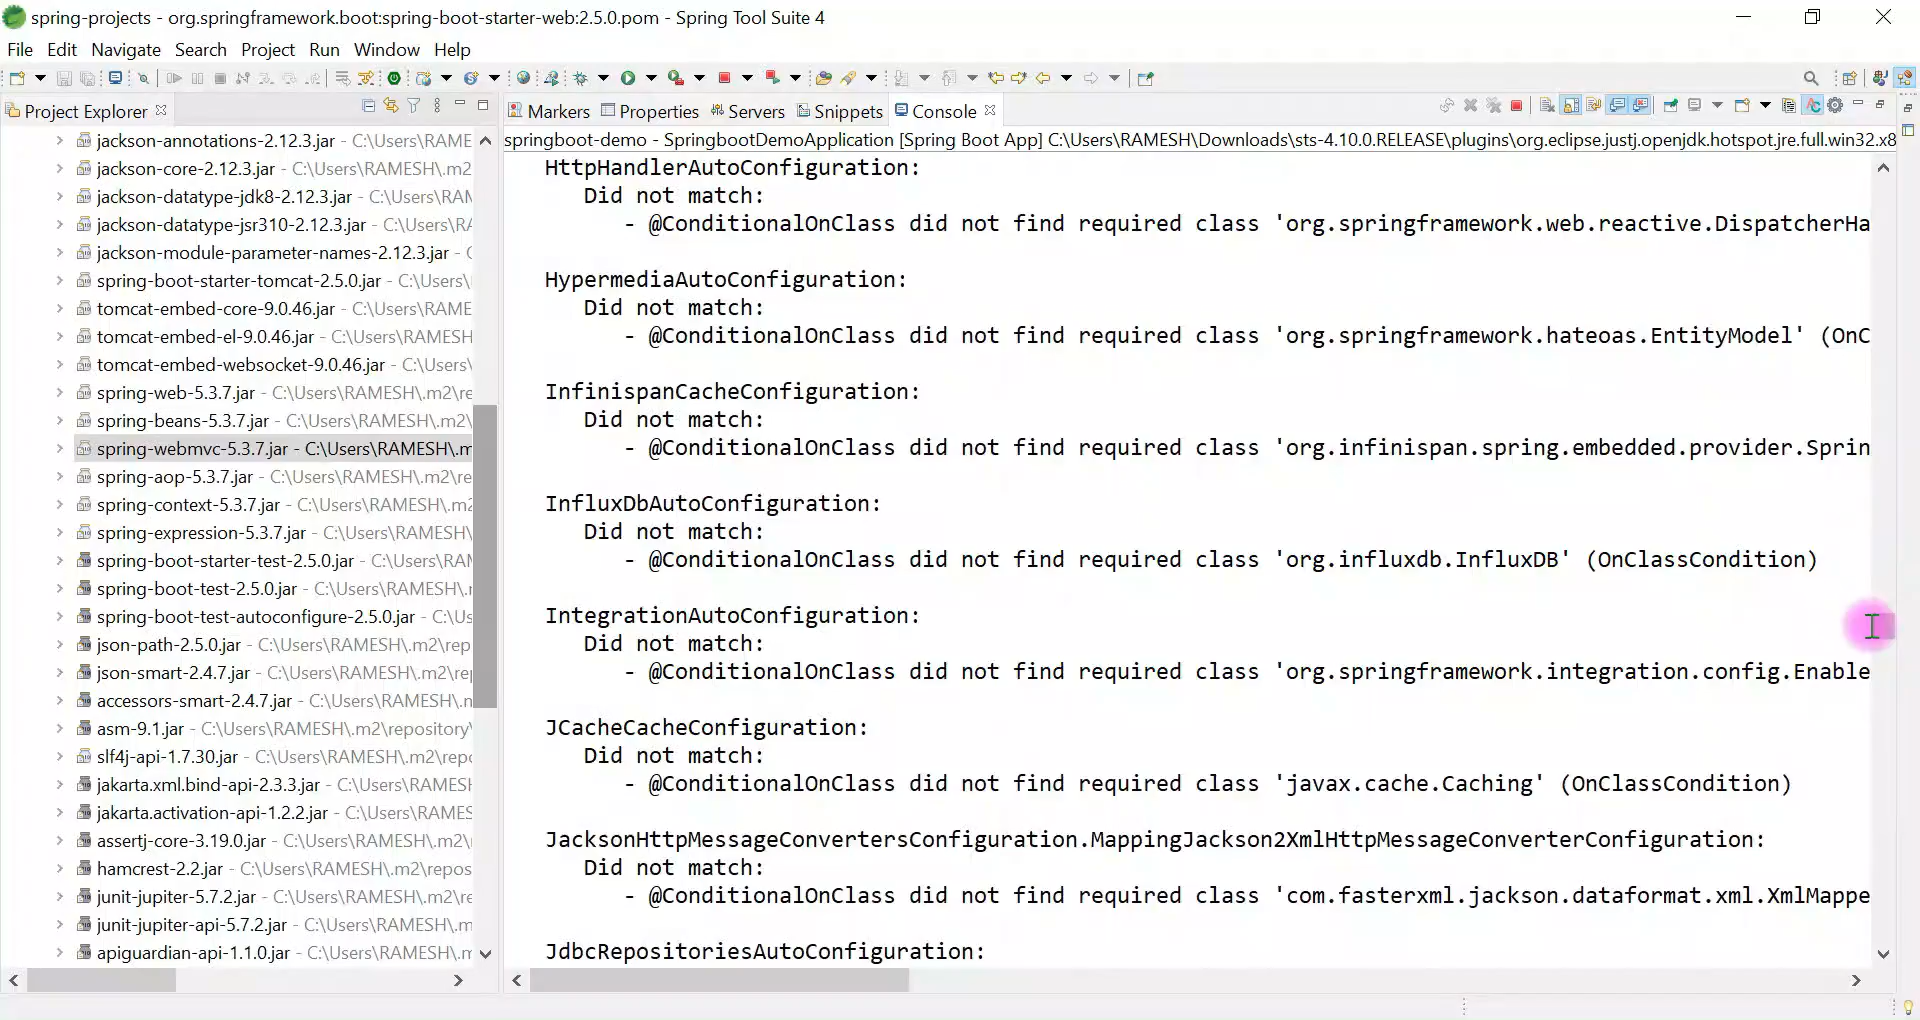 spring-projects - org.springframework.boot:spring-boot-starter-web:2.5.0.pom - Spring Tool Suite 4
File Edit Navigate Search Project Run Window Help
Project Explorer
jackson-annotations-2.12.3.jar - C:\Users\RAME
jackson-core-2.12.3.jar - C:\Users\RAMESH\.m2
jackson-datatype-jdk8-2.12.3.jar - C:\Users\RAM
jackson-datatype-jsr310-2.12.3.jar - C:\Users\RA
jackson-module-parameter-names-2.12.3.jar - C
spring-boot-starter-tomcat-2.5.0.jar - C:\Users\
tomcat-embed-core-9.0.46.jar - C:\Users\RAME
tomcat-embed-el-9.0.46.jar - C:\Users\RAMESH
tomcat-embed-websocket-9.0.46.jar - C:\Users\
spring-web-5.3.7.jar - C:\Users\RAMESH\.m2\re
spring-beans-5.3.7.jar - C:\Users\RAMESH\.m2\
spring-webmvc-5.3.7.jar - C:\Users\RAMESH\.m
spring-aop-5.3.7.jar - C:\Users\RAMESH\.m2\re
spring-context-5.3.7.jar - C:\Users\RAMESH\.m2
spring-expression-5.3.7.jar - C:\Users\RAMESH\
spring-boot-starter-test-2.5.0.jar - C:\Users\RAM
spring-boot-test-2.5.0.jar - C:\Users\RAMESH\.r
spring-boot-test-autoconfigure-2.5.0.jar - C:\Us
json-path-2.5.0.jar - C:\Users\RAMESH\.m2\rep
json-smart-2.4.7.jar - C:\Users\RAMESH\.m2\rep
accessors-smart-2.4.7.jar - C:\Users\RAMESH\.n
asm-9.1.jar - C:\Users\RAMESH\.m2\repository\
slf4j-api-1.7.30.jar - C:\Users\RAMESH\.m2\repo
jakarta.xml.bind-api-2.3.3.jar - C:\Users\RAMESH
jakarta.activation-api-1.2.2.jar - C:\Users\RAMES
assertj-core-3.19.0.jar - C:\Users\RAMESH\.m2\
hamcrest-2.2.jar - C:\Users\RAMESH\.m2\repos
junit-jupiter-5.7.2.jar - C:\Users\RAMESH\.m2\re
junit-jupiter-api-5.7.2.jar - C:\Users\RAMESH\.m
apiguardian-api-1.1.0.jar - C:\Users\RAMESH\.m
Markers Properties Servers Snippets Console
springboot-demo - SpringbootDemoApplication [Spring Boot App] C:\Users\RAMESH\Downloads\sts-4.10.0.RELEASE\plugins\org.eclipse.justj.openjdk.hotspot.jre.full.win32.x8
HttpHandlerAutoConfiguration:
Did not match:
- @ConditionalOnClass did not find required class 'org.springframework.web.reactive.DispatcherHa
HypermediaAutoConfiguration:
Did not match:
- @ConditionalOnClass did not find required class 'org.springframework.hateoas.EntityModel' (OnC
InfinispanCacheConfiguration:
Did not match:
- @ConditionalOnClass did not find required class 'org.infinispan.spring.embedded.provider.Sprin
InfluxDbAutoConfiguration:
Did not match:
- @ConditionalOnClass did not find required class 'org.influxdb.InfluxDB' (OnClassCondition)
IntegrationAutoConfiguration:
Did not match:
- @ConditionalOnClass did not find required class 'org.springframework.integration.config.Enable
JCacheCacheConfiguration:
Did not match:
- @ConditionalOnClass did not find required class 'javax.cache.Caching' (OnClassCondition)
JacksonHttpMessageConvertersConfiguration.MappingJackson2XmlHttpMessageConverterConfiguration:
Did not match:
- @ConditionalOnClass did not find required class 'com.fasterxml.jackson.dataformat.xml.XmlMappe
JdbcRepositoriesAutoConfiguration: